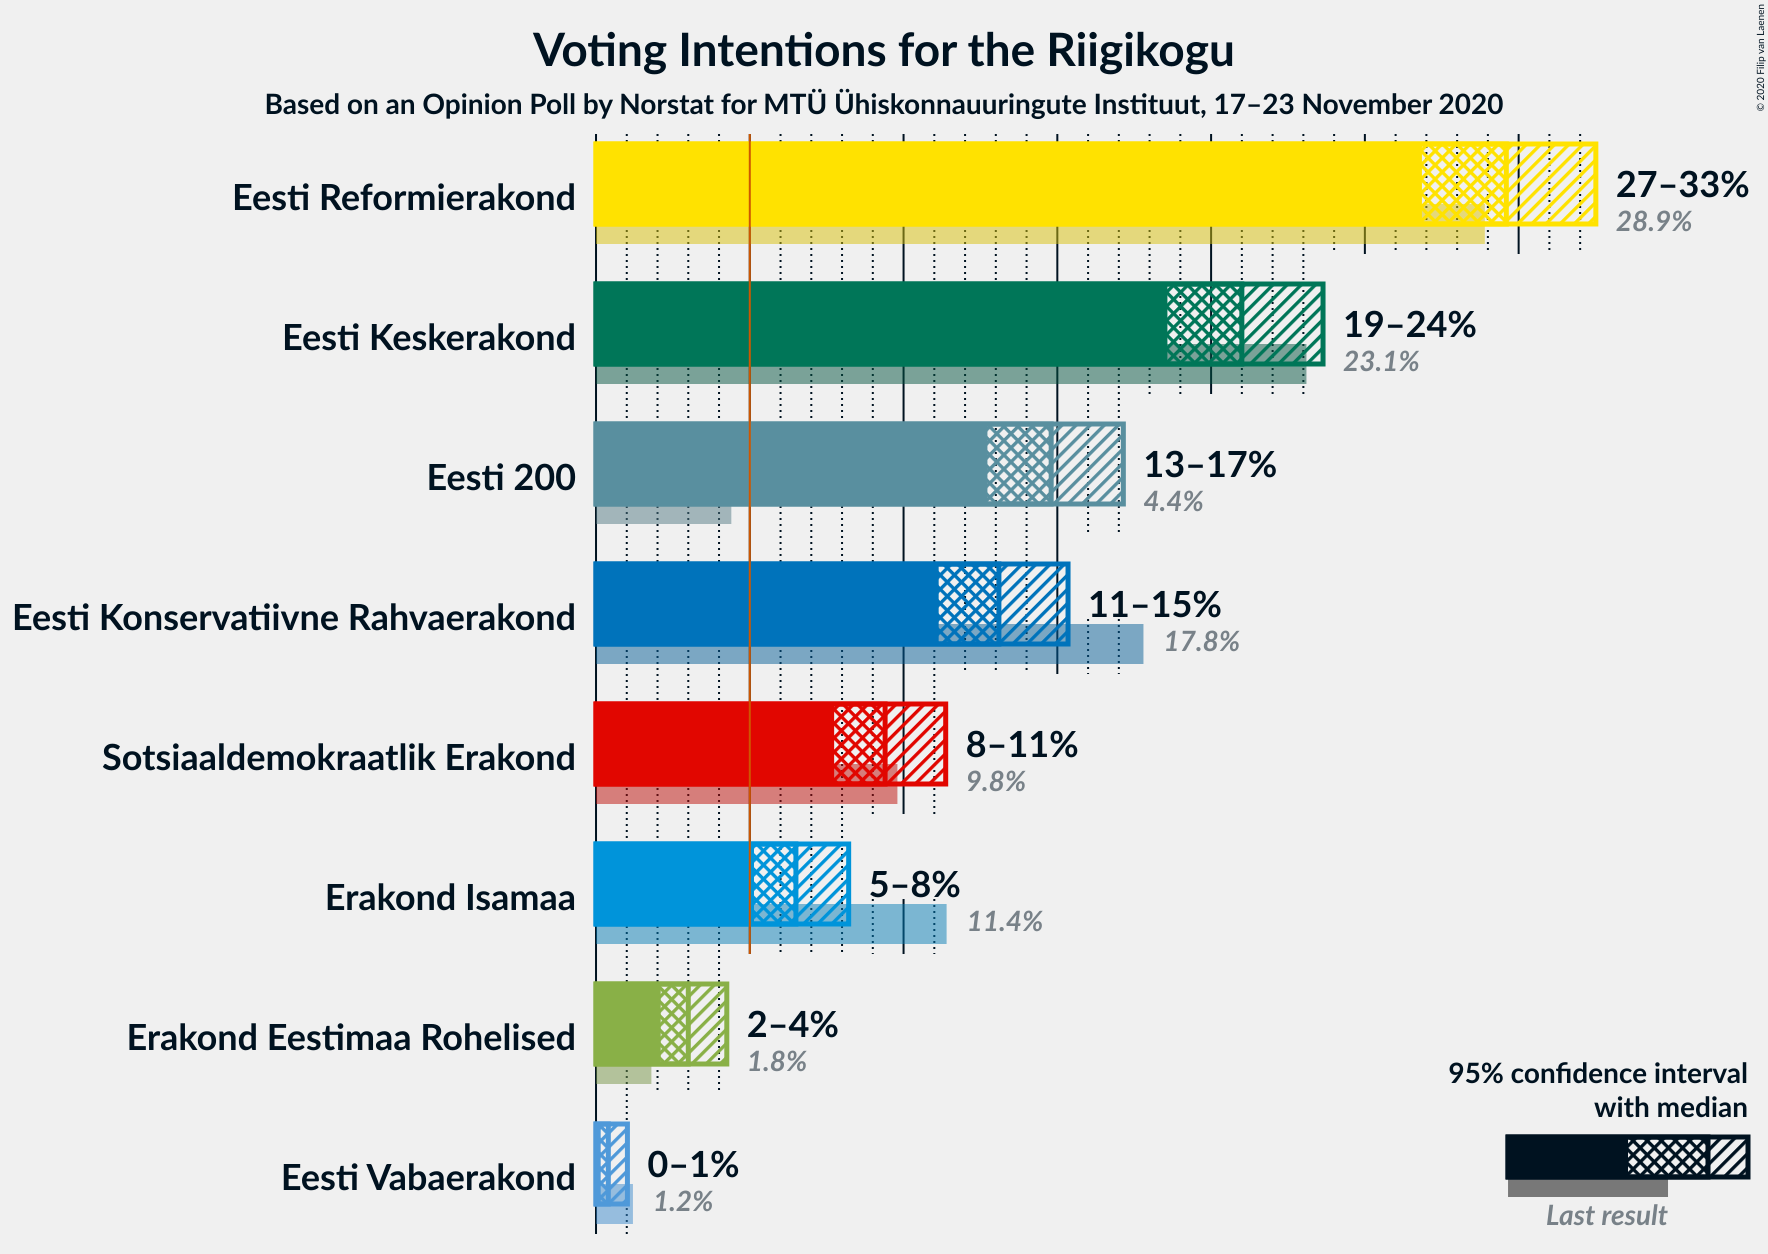 Voting Intentions for the Riigikogu
Based on an Opinion Poll by Norstat for MTÜ Ühiskonnauuringute Instituut, 17–23 November 2020
© 2020 Filip van Laenen
Eesti Reformierakond
27–33%
28.9%
Eesti Keskerakond
19–24%
23.1%
Eesti 200
13–17%
4.4%
Eesti Konservatiivne Rahvaerakond
11–15%
17.8%
Sotsiaaldemokraatlik Erakond
8–11%
9.8%
Erakond Isamaa
5–8%
11.4%
Erakond Eestimaa Rohelised
2–4%
1.8%
Eesti Vabaerakond
0–1%
1.2%
95% confidence interval
with median
Last result